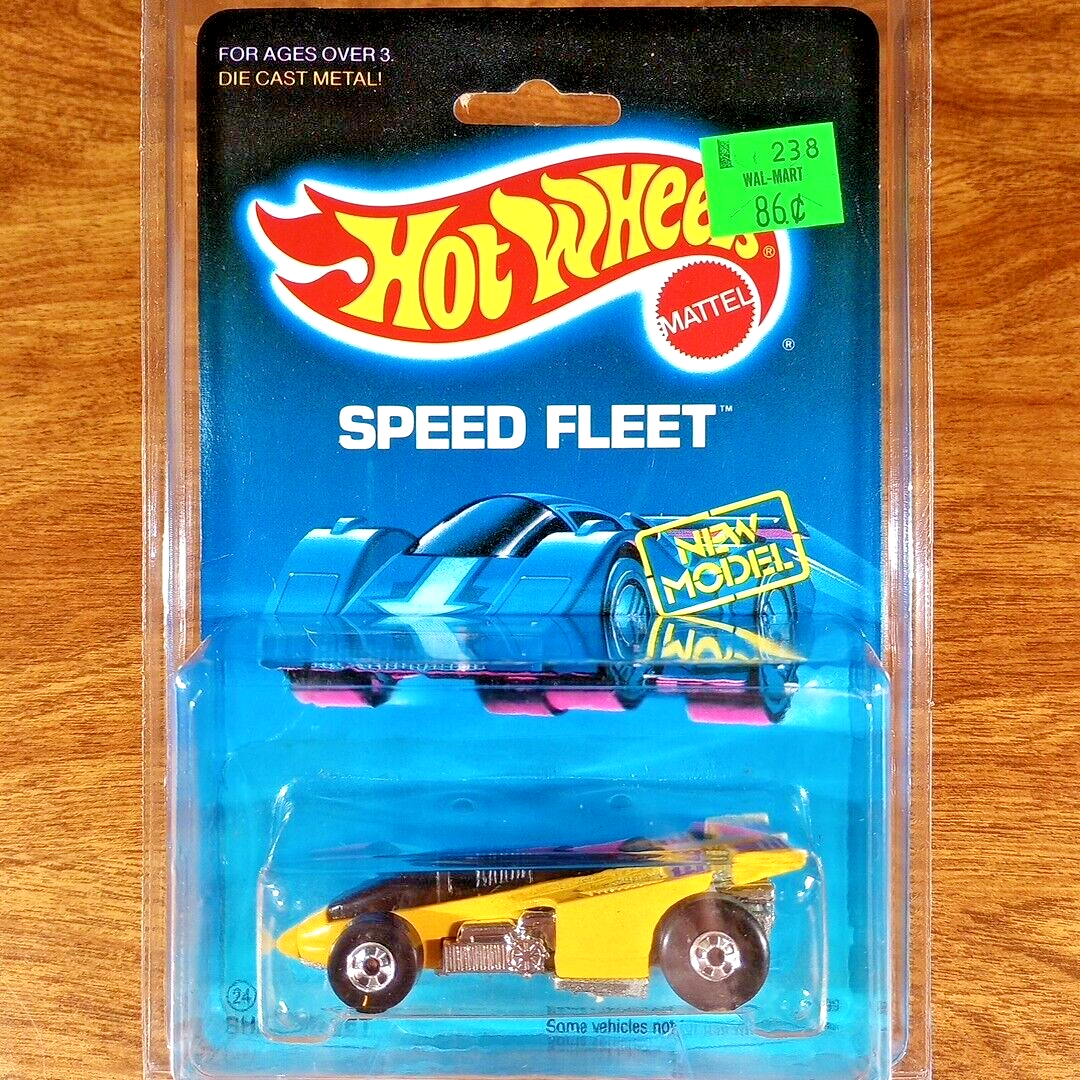 FOR AGES OVER 3.
DIE CAST METAL!
238
WAL-MART
86¢
HOT WHEELS®
MATTEL
®
SPEED FLEET™
NEW
MODEL
24
Some vehicles not